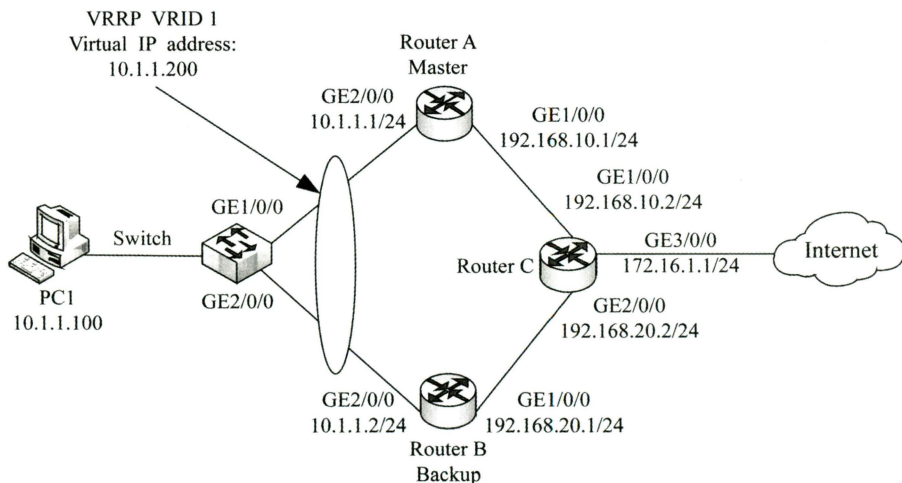 VRRP VRID 1
Virtual IP address:
10.1.1.200
Router A
Master
GE2/0/0
10.1.1.1/24
GE1/0/0
192.168.10.1/24
GE1/0/0
192.168.10.2/24
GE1/0/0
Switch
GE2/0/0
PC1
10.1.1.100
Router C
GE3/0/0
172.16.1.1/24
Internet
GE2/0/0
192.168.20.2/24
GE2/0/0
10.1.1.2/24
GE1/0/0
192.168.20.1/24
Router B
Backup